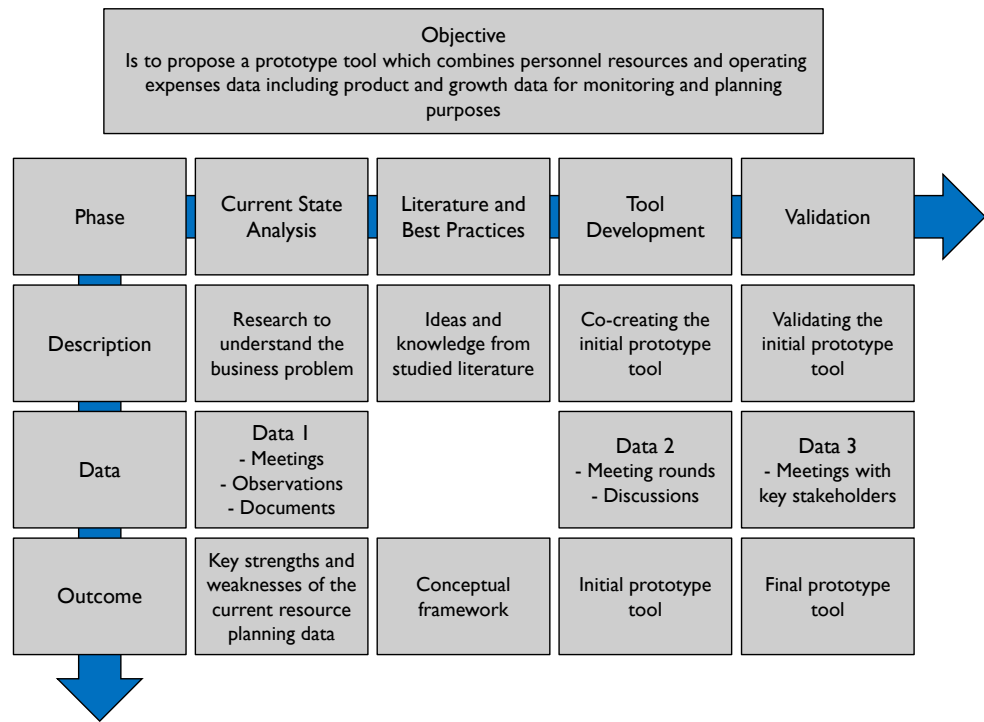 Objective
Is to propose a prototype tool which combines personnel resources and operating
expenses data including product and growth data for monitoring and planning
purposes
Phase
Current State
Analysis
Literature and
Best Practices
Tool
Development
Validation
Description
Research to
understand the
business problem
Ideas and
knowledge from
studied literature
Co-creating the
initial prototype
tool
Validating the
initial prototype
tool
Data
Data 1
- Meetings
- Observations
- Documents
Data 2
- Meeting rounds
- Discussions
Data 3
- Meetings with
key stakeholders
Outcome
Key strengths and
weaknesses of the
current resource
planning data
Conceptual
framework
Initial prototype
tool
Final prototype
tool